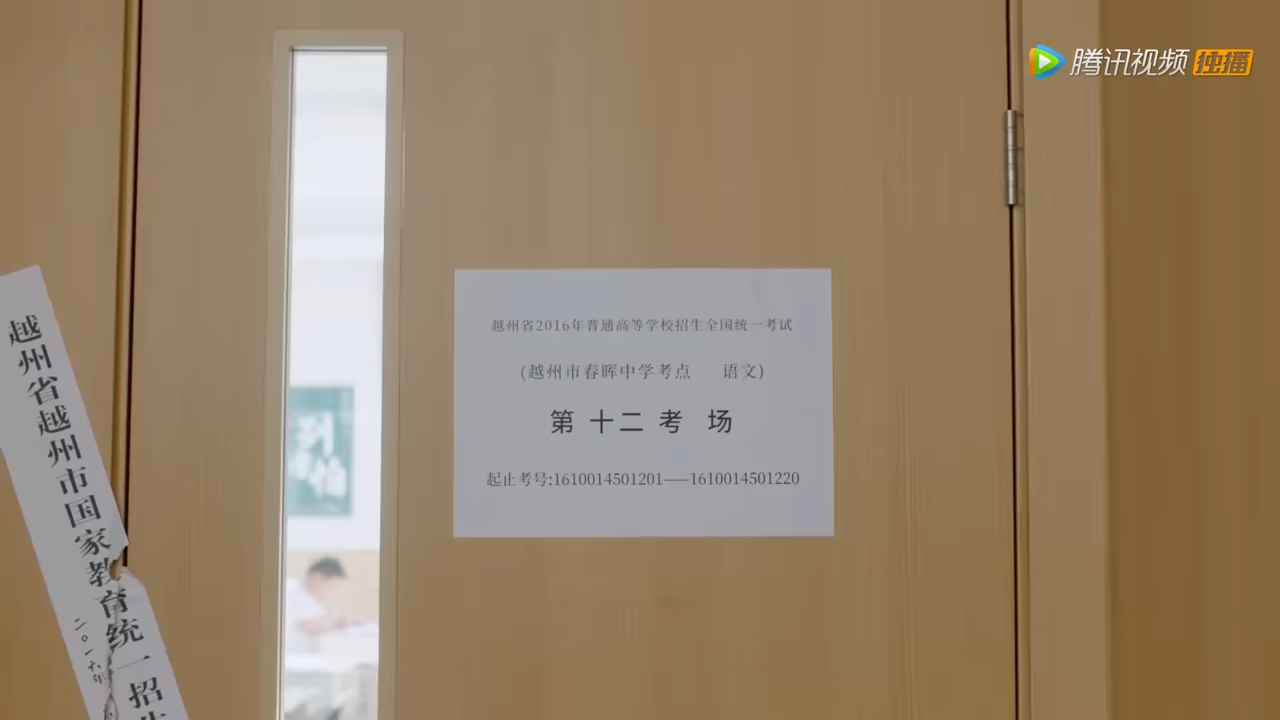 腾讯视频 独播
越州省2016年普通高等学校招生全国统一考试
(越州市春晖中学考点 语文)
第 十二 考 场
起止考号:1610014501201——1610014501220
越州省越州市国家教育统一招生
二〇一六年